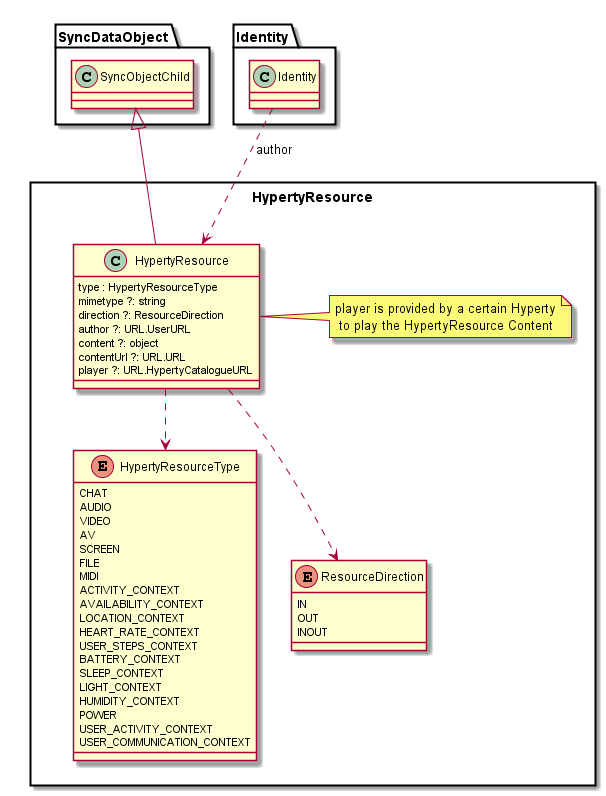 SyncDataObject
Identity
C SyncObjectChild
C Identity
author
HypertyResource
C HypertyResource
type : HypertyResourceType
mimetype ?: string
direction ?: ResourceDirection
author ?: URL.UserURL
content ?: object
contentUrl ?: URL.URL
player ?: URL.HypertyCatalogueURL
player is provided by a certain Hyperty
to play the HypertyResource Content
E HypertyResourceType
CHAT
AUDIO
VIDEO
AV
SCREEN
FILE
MIDI
ACTIVITY_CONTEXT
AVAILABILITY_CONTEXT
LOCATION_CONTEXT
HEART_RATE_CONTEXT
USER_STEPS_CONTEXT
BATTERY_CONTEXT
SLEEP_CONTEXT
LIGHT_CONTEXT
HUMIDITY_CONTEXT
POWER
USER_ACTIVITY_CONTEXT
USER_COMMUNICATION_CONTEXT
E ResourceDirection
IN
OUT
INOUT